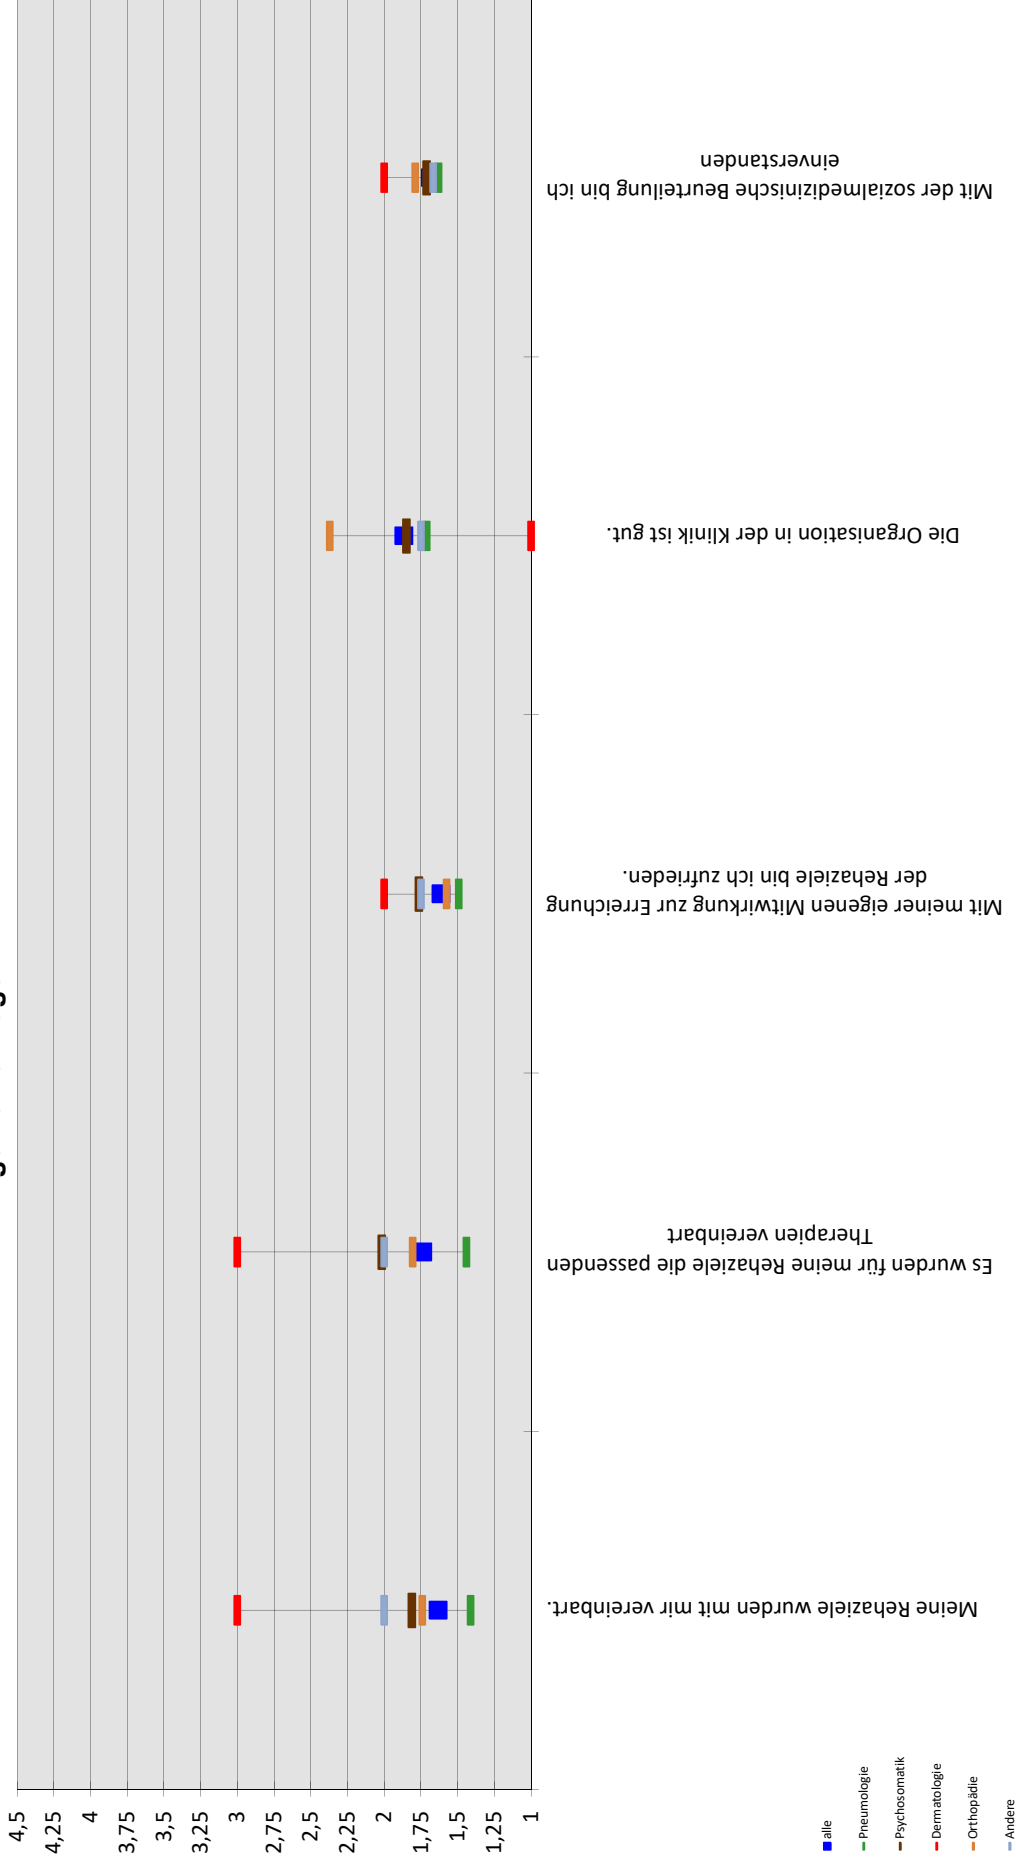 4,5
4,25
4
3,75
3,5
3,25
3
2,75
2,5
2,25
2
1,75
1,5
1,25
1
Meine Rehaziele wurden mit mir vereinbart.
Es wurden für meine Rehaziele die passenden
Therapien vereinbart
Mit meiner eigenen Mitwirkung zur Erreichung
der Rehaziele bin ich zufrieden.
Die Organisation in der Klinik ist gut.
Mit der sozialmedizinische Beurteilung bin ich
einverstanden
alle
Pneumologie
Psychosomatik
Dermatologie
Orthopädie
Andere